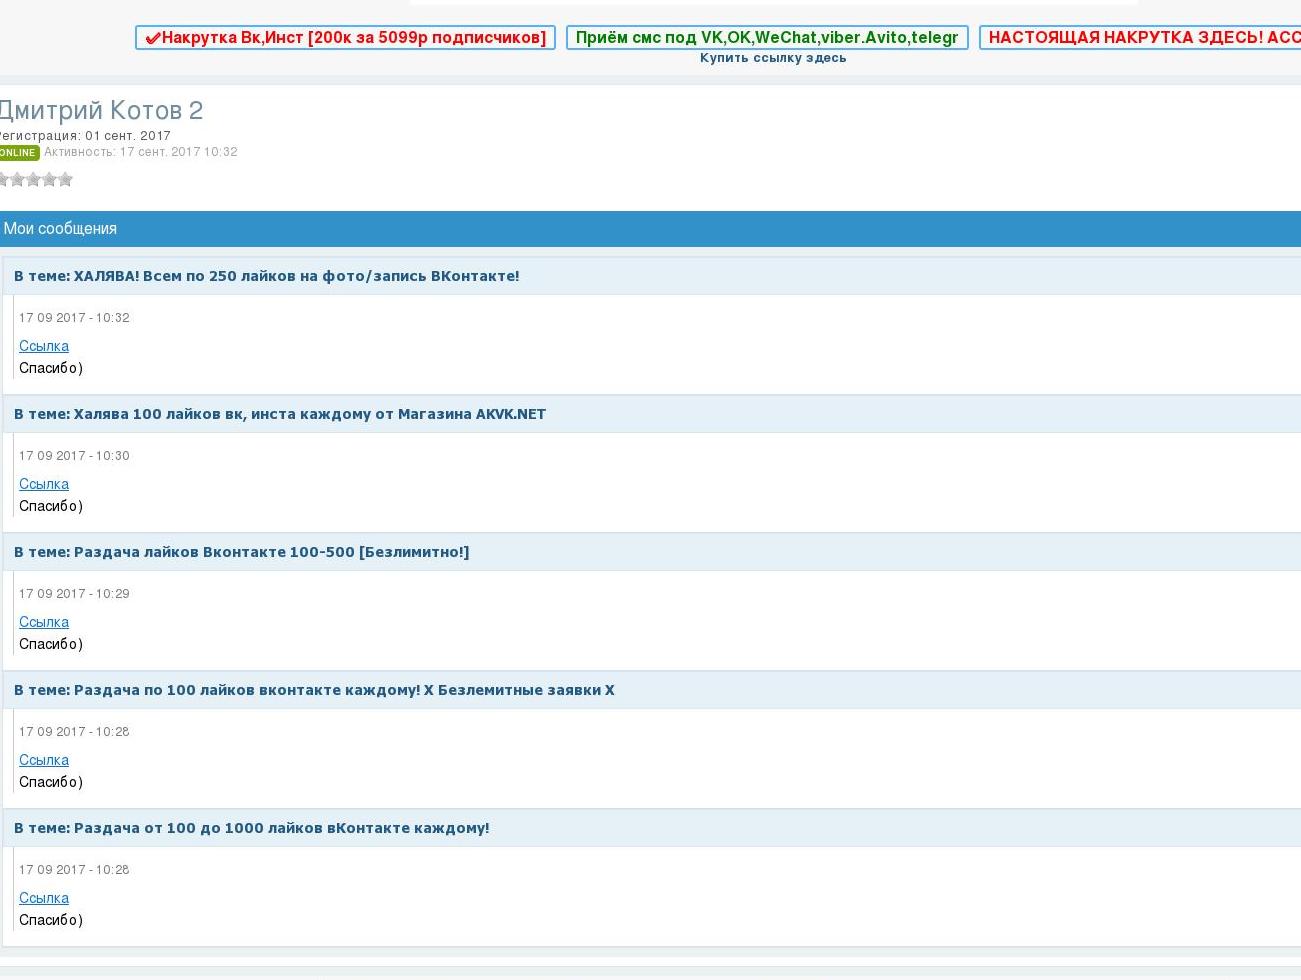 Накрутка Вк,Инст [200к за 5099р подписчиков]
Приём смс под VK,OK,WeChat,viber.Avito,telegr
НАСТОЯЩАЯ НАКРУТКА ЗДЕСЬ! АСС
Купить ссылку здесь
Дмитрий Котов 2
Регистрация: 01 сент. 2017
ONLINE Активность: 17 сент. 2017 10:32
Мои сообщения
В теме: ХАЛЯВА! Всем по 250 лайков на фото/запись ВКонтакте!
17 09 2017 - 10:32
Ссылка
Спасибо)
В теме: Халява 100 лайков вк, инста каждому от Магазина AKVK.NET
17 09 2017 - 10:30
Ссылка
Спасибо)
В теме: Раздача лайков Вконтакте 100-500 [Безлимитно!]
17 09 2017 - 10:29
Ссылка
Спасибо)
В теме: Раздача по 100 лайков вконтакте каждому! X Безлемитные заявки X
17 09 2017 - 10:28
Ссылка
Спасибо)
В теме: Раздача от 100 до 1000 лайков вКонтакте каждому!
17 09 2017 - 10:28
Ссылка
Спасибо)